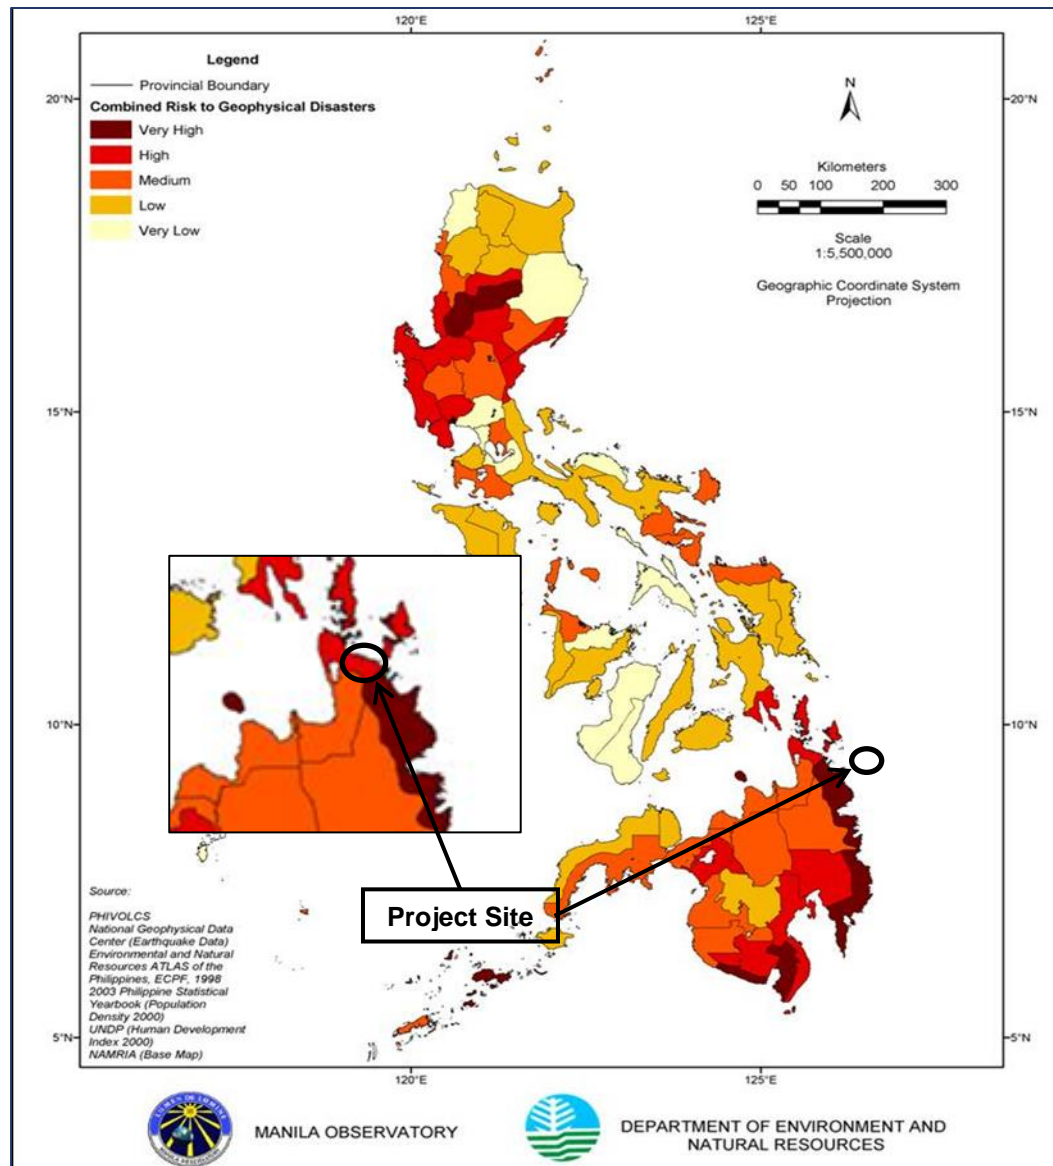 120°E
125°E
Legend
Provincial Boundary
Combined Risk to Geophysical Disasters
Very High
High
Medium
Low
Very Low
20°N
20°N
N
Kilometers
0 50 100 200 300
Scale
1:5,500,000
Geographic Coordinate System
Projection
15°N
15°N
10°N
10°N
Project Site
Source:
PHIVOLCS
National Geophysical Data
Center (Earthquake Data)
Environmental and Natural
Resources ATLAS of the
Philippines, ECPF, 1998
2003 Philippine Statistical
Yearbook (Population
Density 2000)
UNDP (Human Development
Index 2000)
NAMRIA (Base Map)
5°N
5°N
120°E
125°E
MANILA OBSERVATORY
DEPARTMENT OF ENVIRONMENT AND
NATURAL RESOURCES